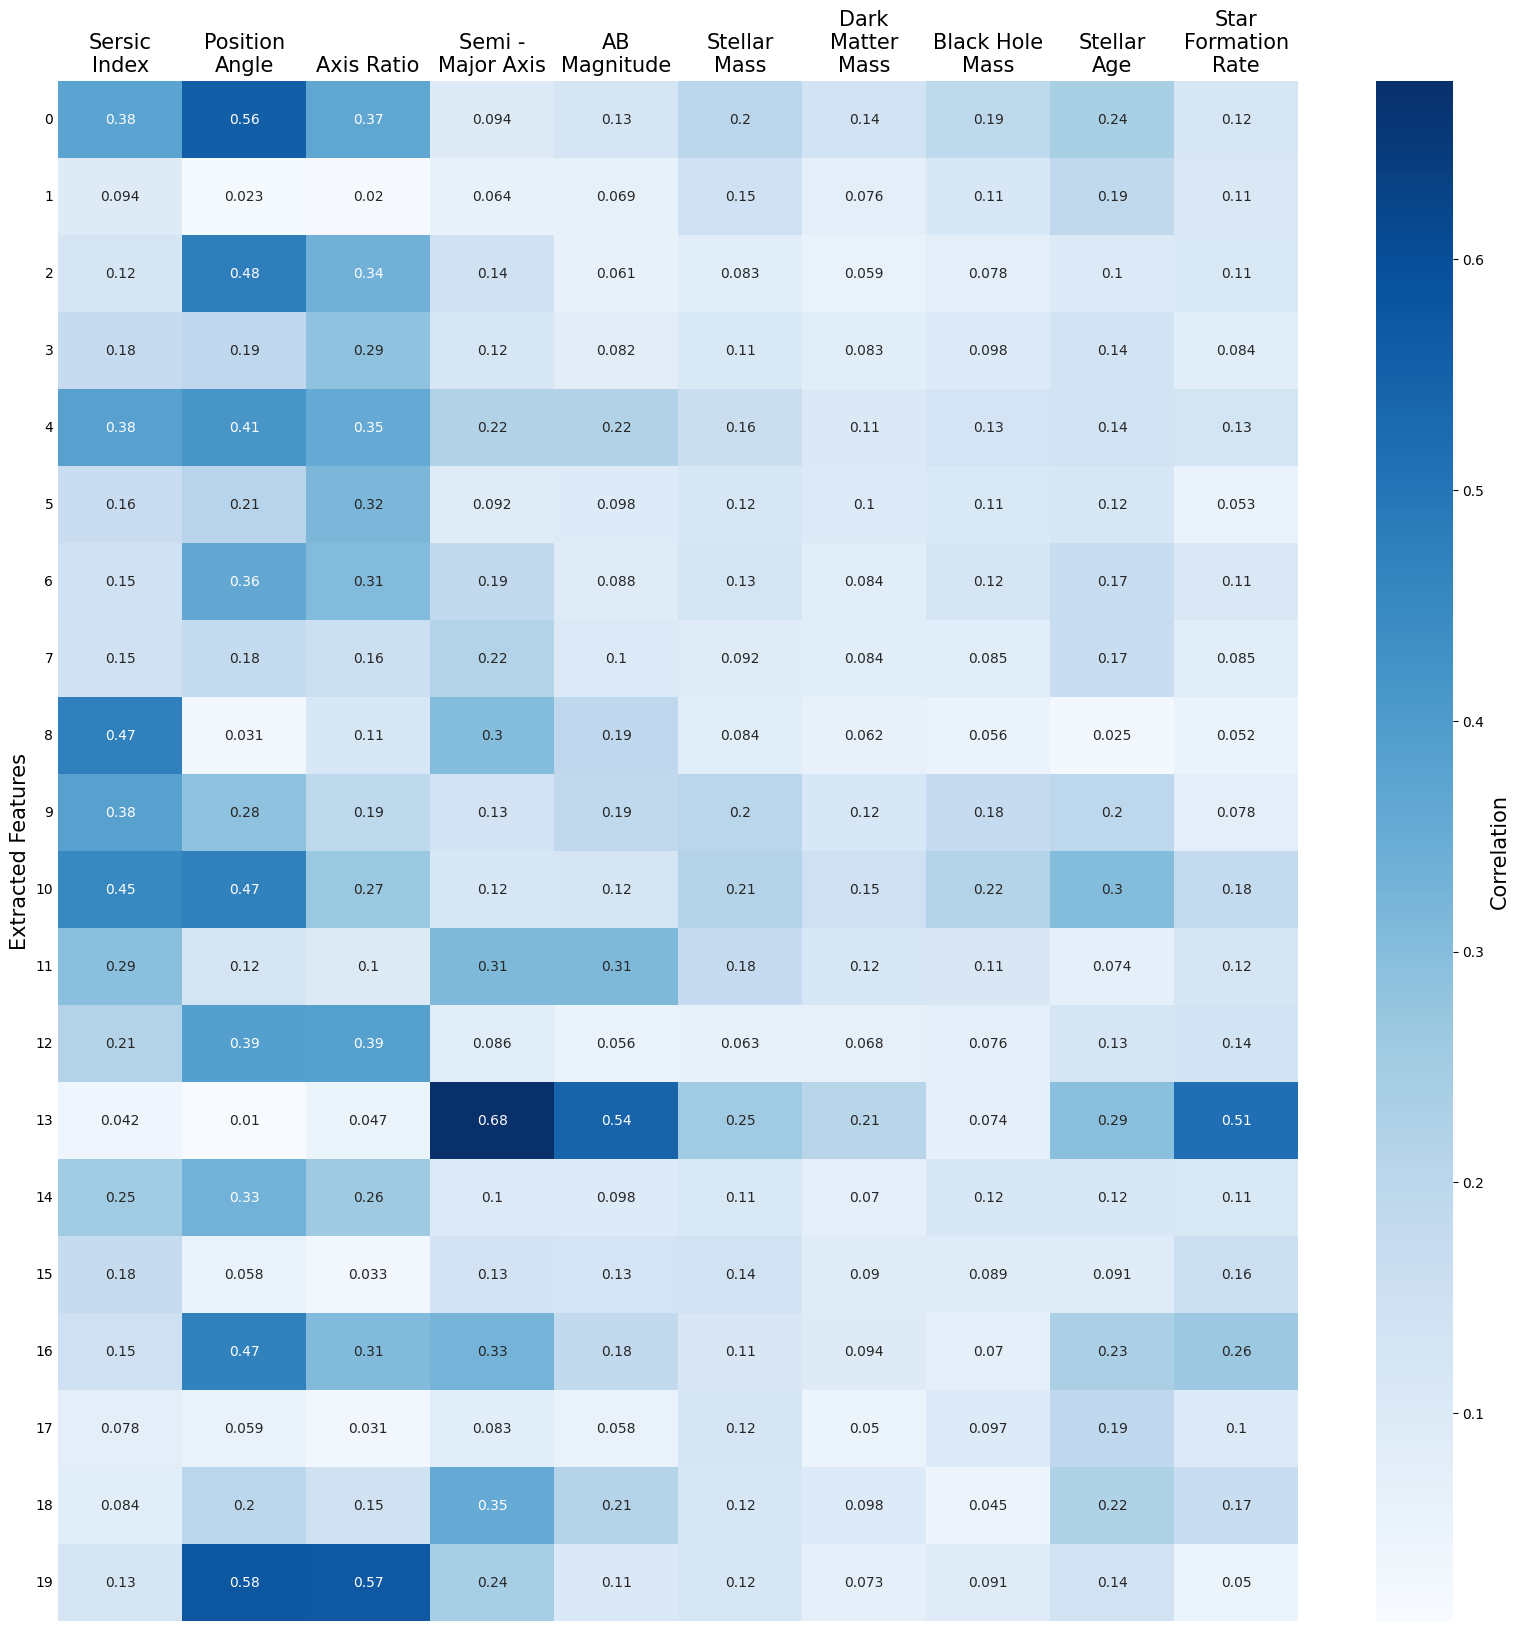 Sersic
Index
Position
Angle
Axis Ratio
Semi -
Major Axis
AB
Magnitude
Stellar
Mass
Dark
Matter
Mass
Black Hole
Mass
Stellar
Age
Star
Formation
Rate
Extracted Features
0 0.38 0.56 0.37 0.094 0.13 0.2 0.14 0.19 0.24 0.12
1 0.094 0.023 0.02 0.064 0.069 0.15 0.076 0.11 0.19 0.11
2 0.12 0.48 0.34 0.14 0.061 0.083 0.059 0.078 0.1 0.11
3 0.18 0.19 0.29 0.12 0.082 0.11 0.083 0.098 0.14 0.084
4 0.38 0.41 0.35 0.22 0.22 0.16 0.11 0.13 0.14 0.13
5 0.16 0.21 0.32 0.092 0.098 0.12 0.1 0.11 0.12 0.053
6 0.15 0.36 0.31 0.19 0.088 0.13 0.084 0.12 0.17 0.11
7 0.15 0.18 0.16 0.22 0.1 0.092 0.084 0.085 0.17 0.085
8 0.47 0.031 0.11 0.3 0.19 0.084 0.062 0.056 0.025 0.052
9 0.38 0.28 0.19 0.13 0.19 0.2 0.12 0.18 0.2 0.078
10 0.45 0.47 0.27 0.12 0.12 0.21 0.15 0.22 0.3 0.18
11 0.29 0.12 0.1 0.31 0.31 0.18 0.12 0.11 0.074 0.12
12 0.21 0.39 0.39 0.086 0.056 0.063 0.068 0.076 0.13 0.14
13 0.042 0.01 0.047 0.68 0.54 0.25 0.21 0.074 0.29 0.51
14 0.25 0.33 0.26 0.1 0.098 0.11 0.07 0.12 0.12 0.11
15 0.18 0.058 0.033 0.13 0.13 0.14 0.09 0.089 0.091 0.16
16 0.15 0.47 0.31 0.33 0.18 0.11 0.094 0.07 0.23 0.26
17 0.078 0.059 0.031 0.083 0.058 0.12 0.05 0.097 0.19 0.1
18 0.084 0.2 0.15 0.35 0.21 0.12 0.098 0.045 0.22 0.17
19 0.13 0.58 0.57 0.24 0.11 0.12 0.073 0.091 0.14 0.05
0.6
0.5
0.4
0.3
0.2
0.1
Correlation